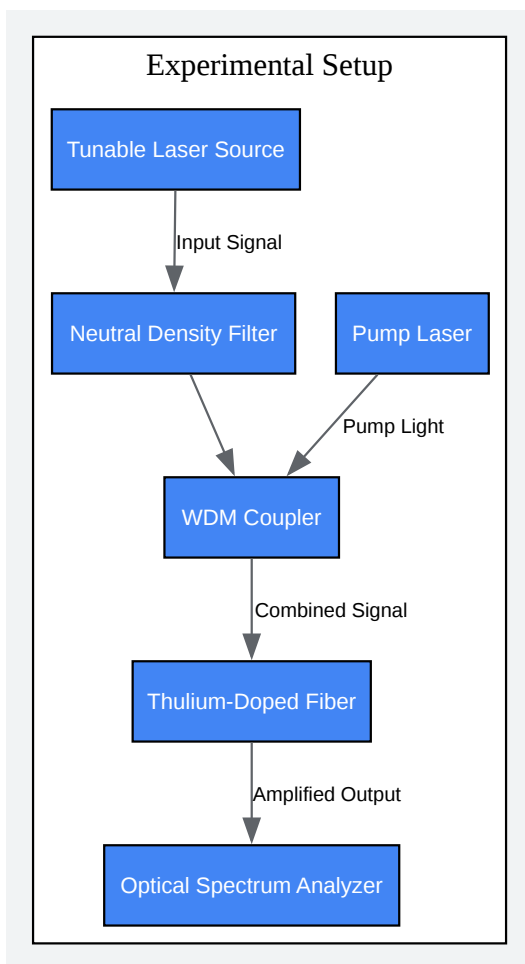 Experimental Setup
Tunable Laser Source
Input Signal
Neutral Density Filter
Pump Laser
Pump Light
WDM Coupler
Combined Signal
Thulium-Doped Fiber
Amplified Output
Optical Spectrum Analyzer